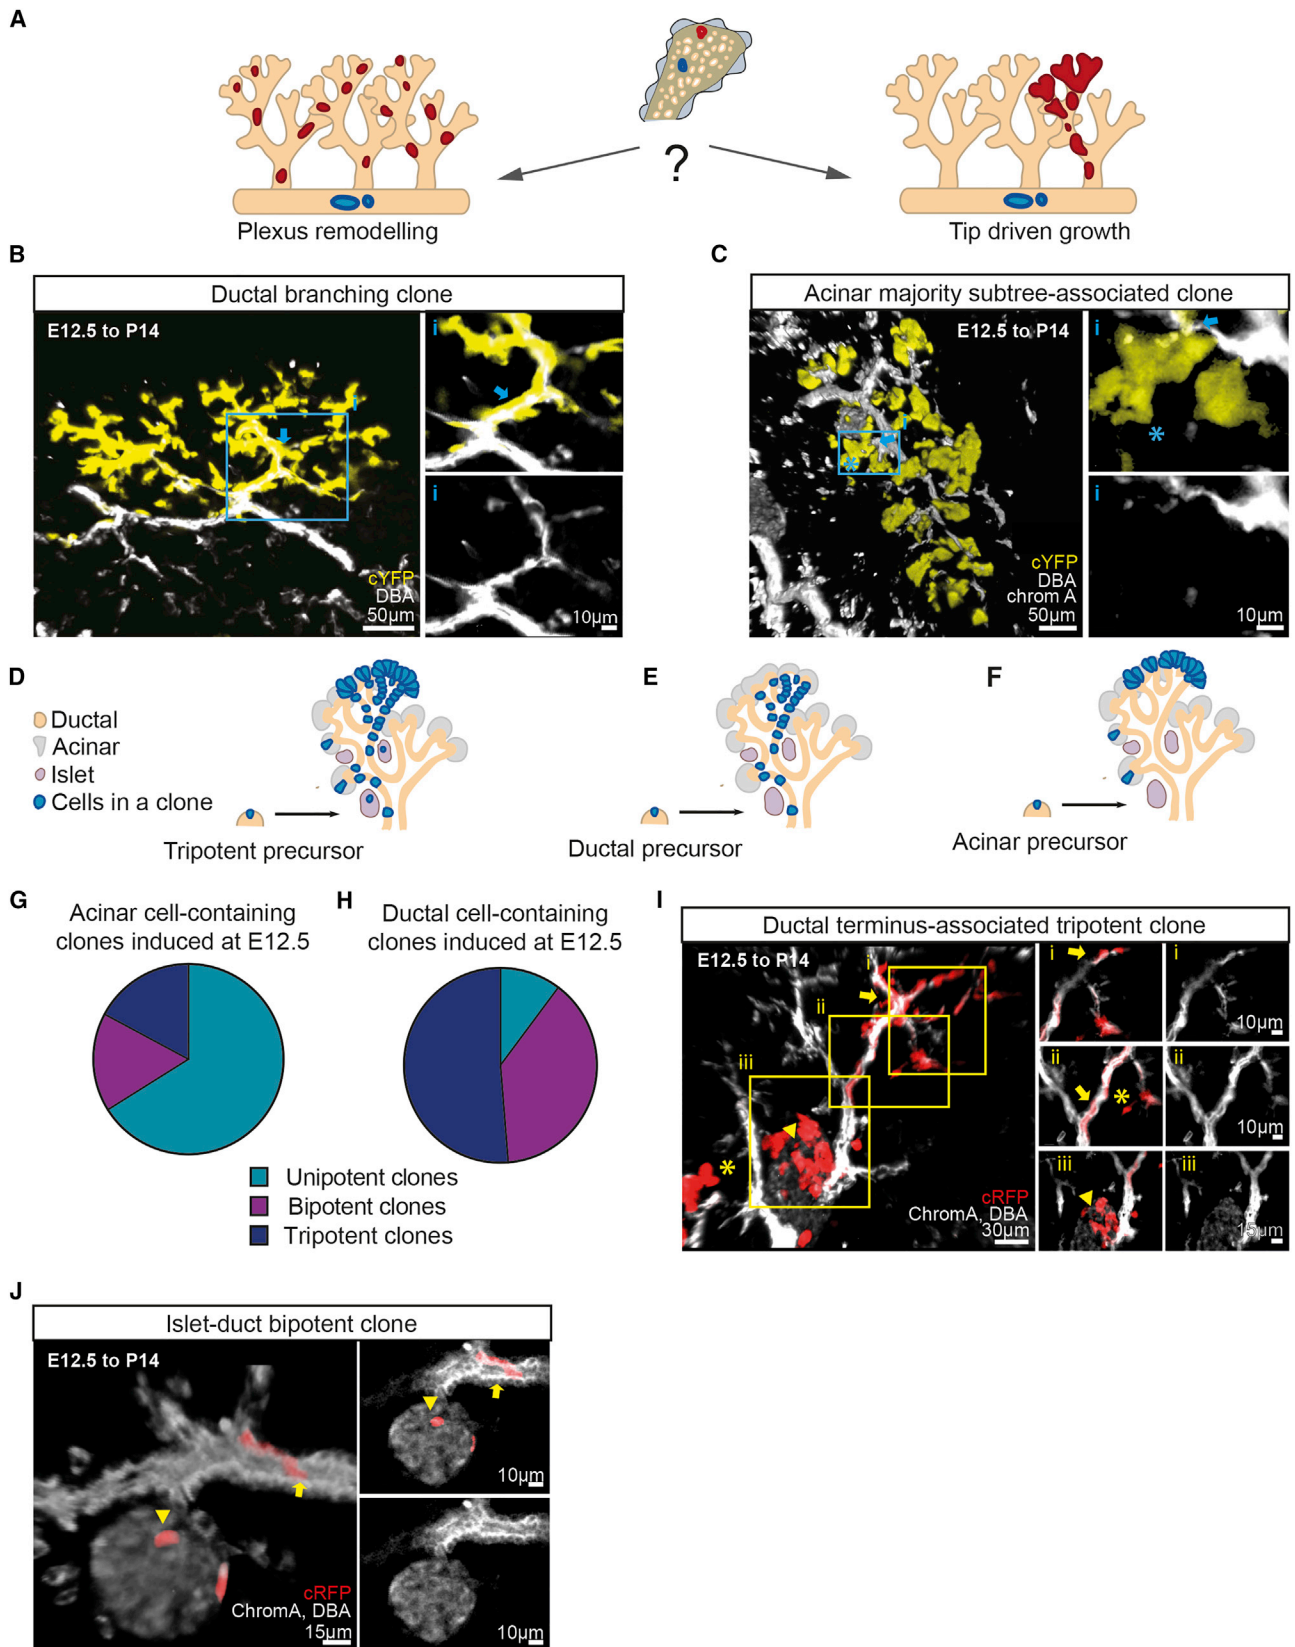 A
?
Plexus remodelling
Tip driven growth
B
Ductal branching clone
E12.5 to P14
i
cYFP
DBA
50µm
i
i
10µm
C
Acinar majority subtree-associated clone
E12.5 to P14
i
*
cYFP
DBA
chrom A
50µm
i
*
i
10µm
D
Ductal
Acinar
Islet
Cells in a clone
Tripotent precursor
E
Ductal precursor
F
Acinar precursor
G
Acinar cell-containing
clones induced at E12.5
H
Ductal cell-containing
clones induced at E12.5
Unipotent clones
Bipotent clones
Tripotent clones
I
Ductal terminus-associated tripotent clone
E12.5 to P14
i
ii
iii
*
cRFP
ChromA, DBA
30µm
i
i
10µm
ii
*
ii
10µm
iii
iii
15µm
J
Islet-duct bipotent clone
E12.5 to P14
cRFP
ChromA, DBA
15µm
10µm
10µm